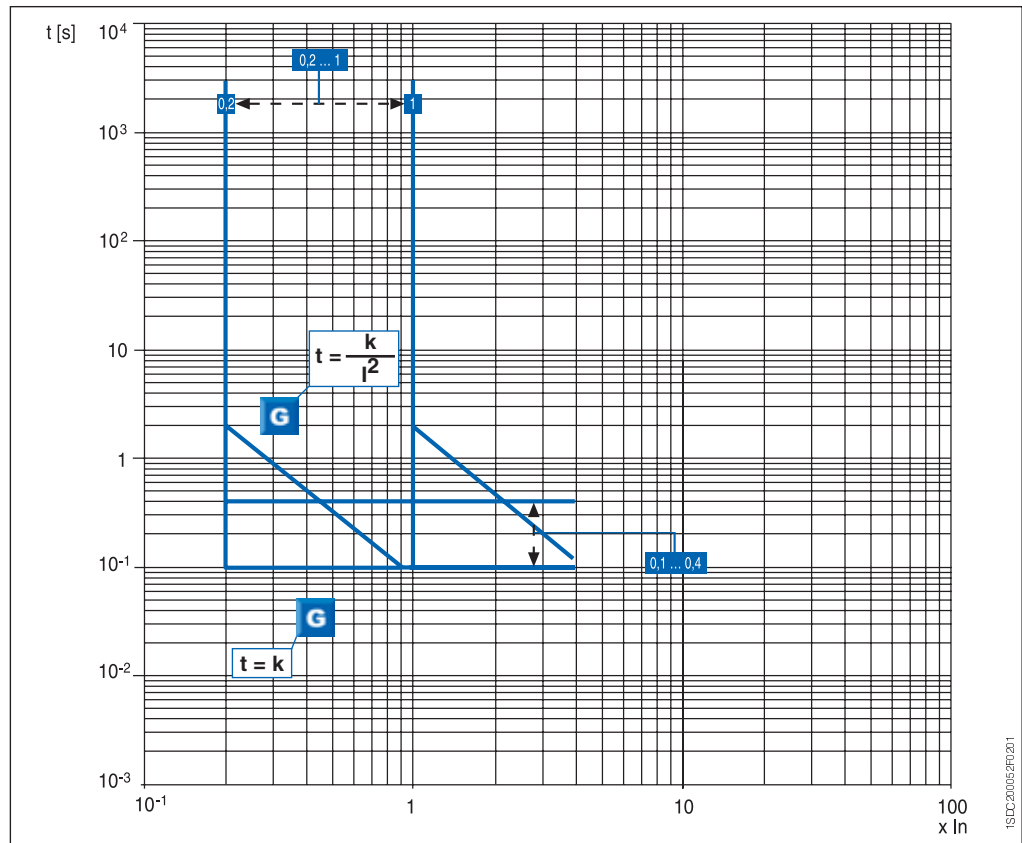 t [s]
10⁴
0,2 ... 1
0,2
1
10³
10²
t = k / I²
10
G
1
10⁻¹
0,1 ... 0,4
G
t = k
10⁻²
10⁻³
10⁻¹
1
10
100
x In
1SDC200052F0201